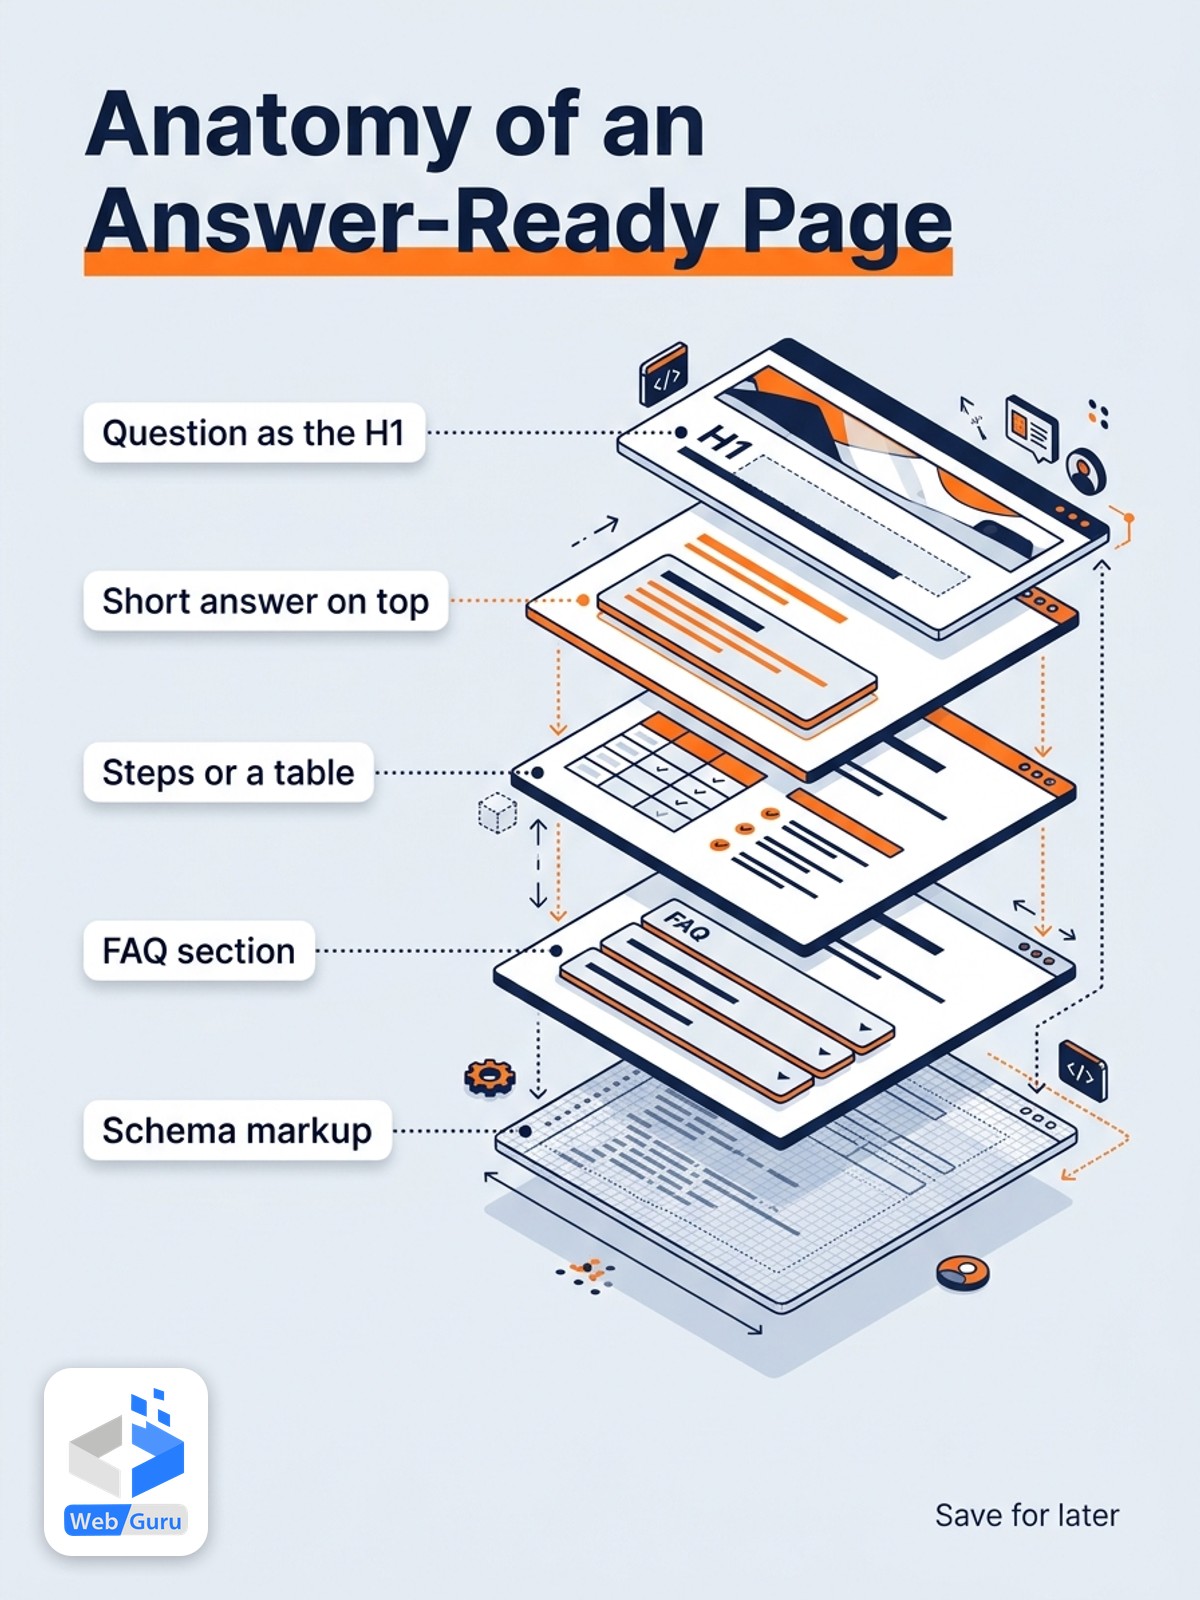 Anatomy of an
Answer-Ready Page
</>
Question as the H1
H1
Short answer on top
Steps or a table
FAQ section
FAQ
</>
Schema markup
Web Guru
Save for later